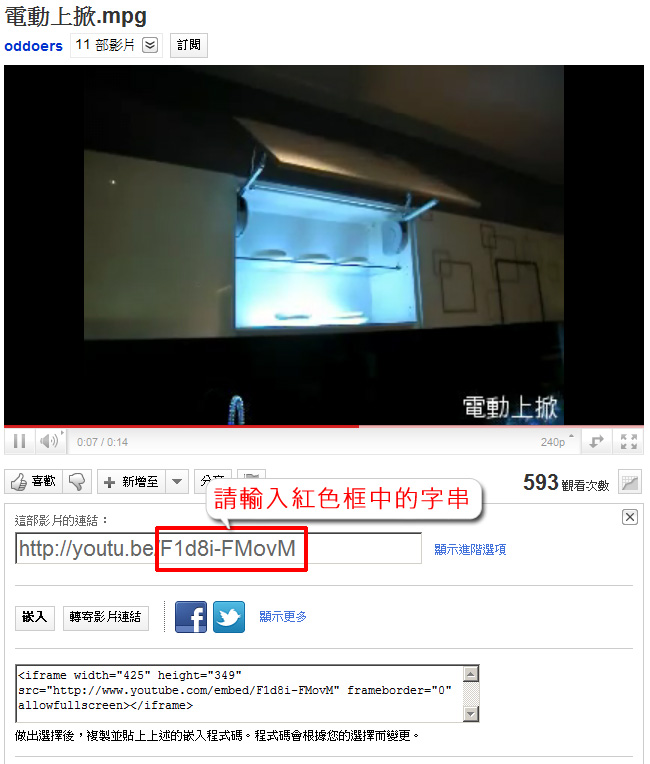 電動上掀.mpg
oddoers 11 部影片 訂閱
電動上掀
0:07 / 0:14 240p
喜歡 新增至 593 觀看次數
請輸入紅色框中的字串
這部影片的連結：
http://youtu.be/F1d8i-FMovM 顯示進階選項
嵌入 轉寄影片連結 顯示更多
<iframe width="425" height="349"
src="http://www.youtube.com/embed/F1d8i-FMovM" frameborder="0"
allowfullscreen></iframe>
做出選擇後，複製並貼上上述的嵌入程式碼。程式碼會根據您的選擇而變更。